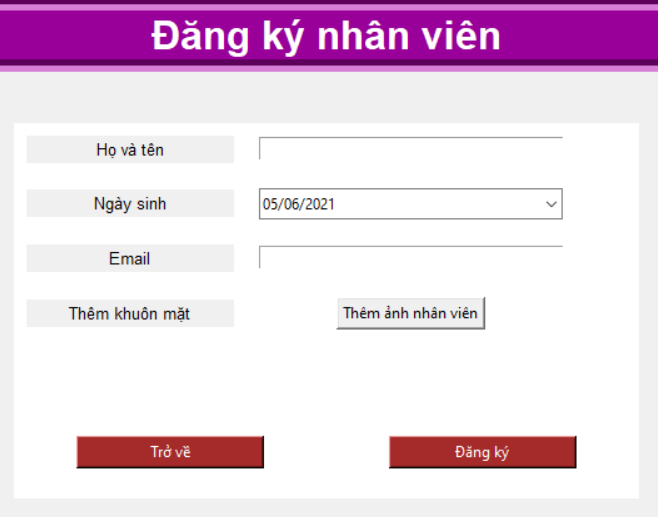 Đăng ký nhân viên
Họ và tên
Ngày sinh 05/06/2021
Email
Thêm khuôn mặt Thêm ảnh nhân viên
Trở về Đăng ký